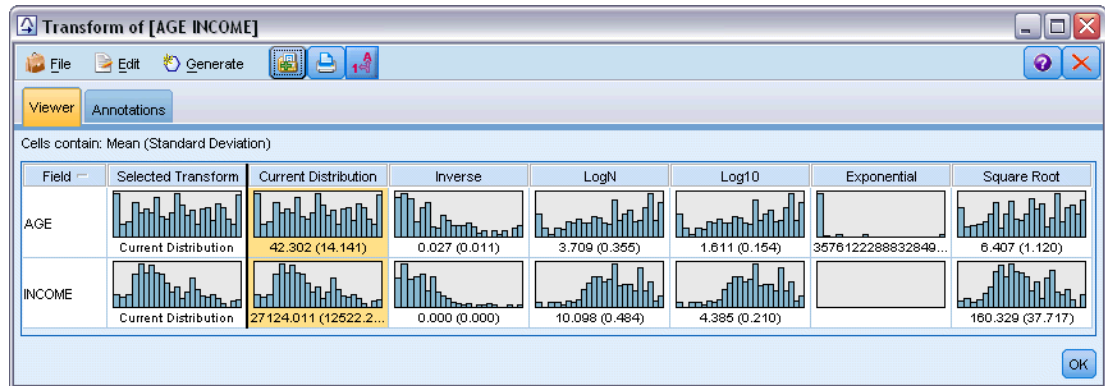 Transform of [AGE INCOME]
File Edit Generate
Viewer Annotations
Cells contain: Mean (Standard Deviation)
Field Selected Transform Current Distribution Inverse LogN Log10 Exponential Square Root
AGE
Current Distribution 42.302 (14.141) 0.027 (0.011) 3.709 (0.355) 1.611 (0.154) 3576122288832849... 6.407 (1.120)
INCOME
Current Distribution 27124.011 (12522.2... 0.000 (0.000) 10.098 (0.484) 4.385 (0.210) 160.329 (37.717)
OK